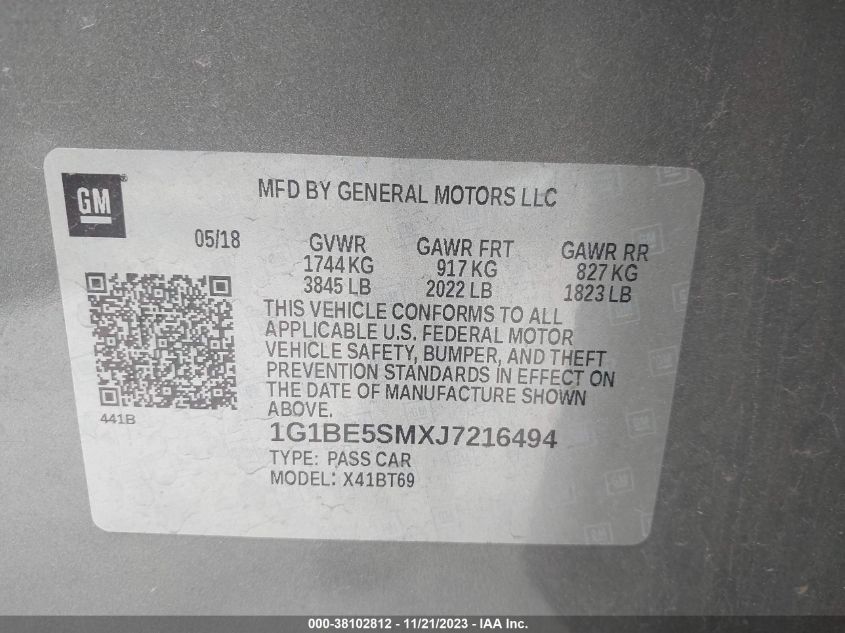 GM
MFD BY GENERAL MOTORS LLC
05/18 GVWR GAWR FRT GAWR RR
1744 KG 917 KG 827 KG
3845 LB 2022 LB 1823 LB
THIS VEHICLE CONFORMS TO ALL
APPLICABLE U.S. FEDERAL MOTOR
VEHICLE SAFETY, BUMPER, AND THEFT
PREVENTION STANDARDS IN EFFECT ON
THE DATE OF MANUFACTURE SHOWN
ABOVE.
441B
1G1BE5SMXJ7216494
TYPE: PASS CAR
MODEL: X41BT69
000-38102812 - 11/21/2023 - IAA Inc.